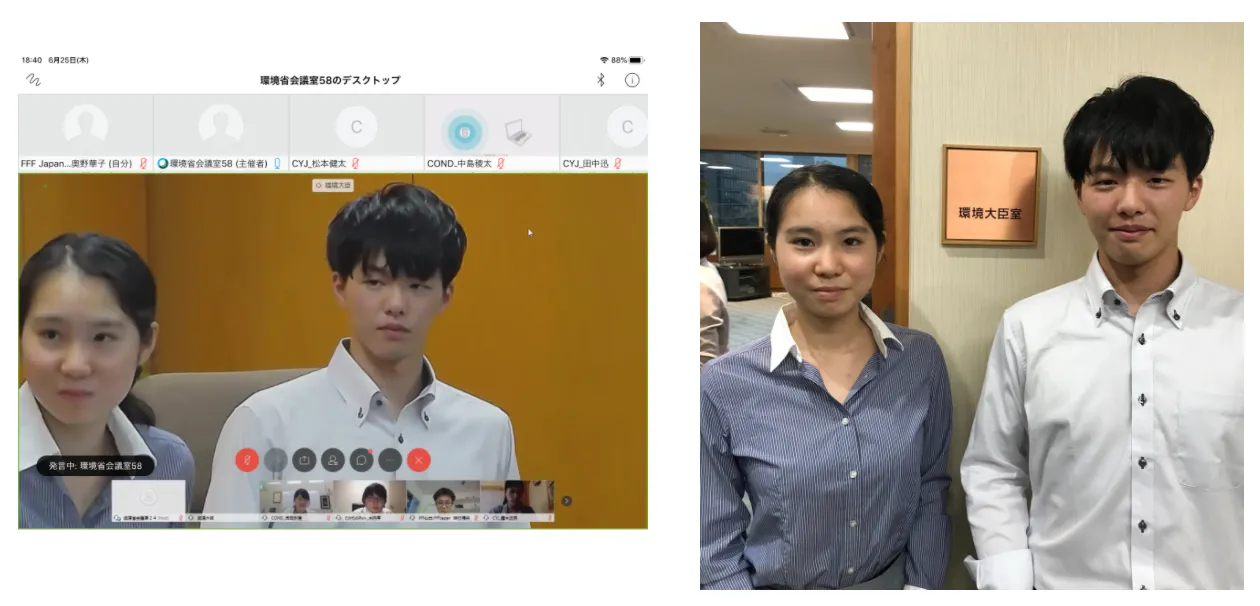 18:40 6月25日(木)
88%
環境省会議室58のデスクトップ
C
C
FFF Japan...奥野華子 (自分)
環境省会議室58 (主催者)
CYJ_松本健太
COND_中島稜太
CYJ_田中迅
環境大臣
発言中: 環境省会議室58
環境大臣室